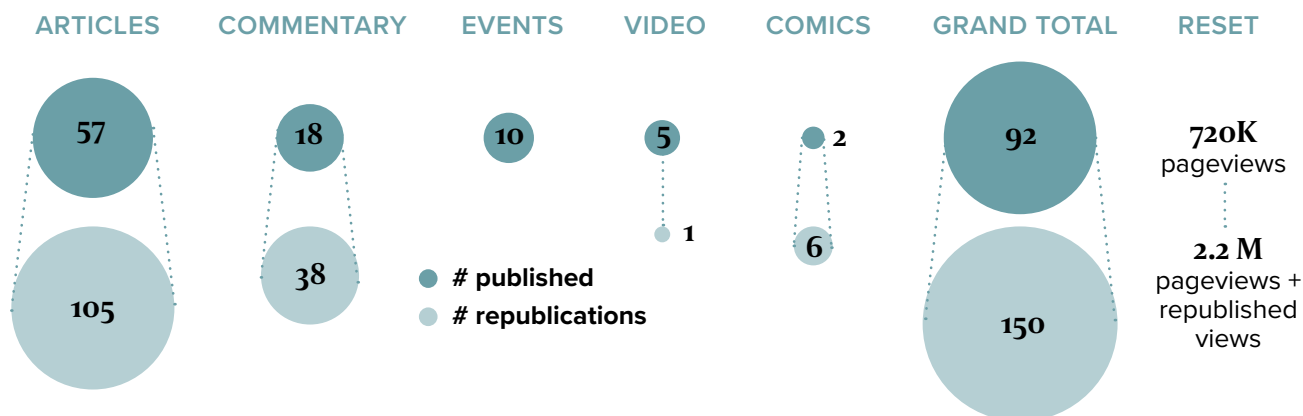 ARTICLES COMMENTARY EVENTS VIDEO COMICS GRAND TOTAL RESET
57 18 10 5 2 92 720K
pageviews
105 38 1 6 150 2.2 M
pageviews +
republished
views
# published
# republications